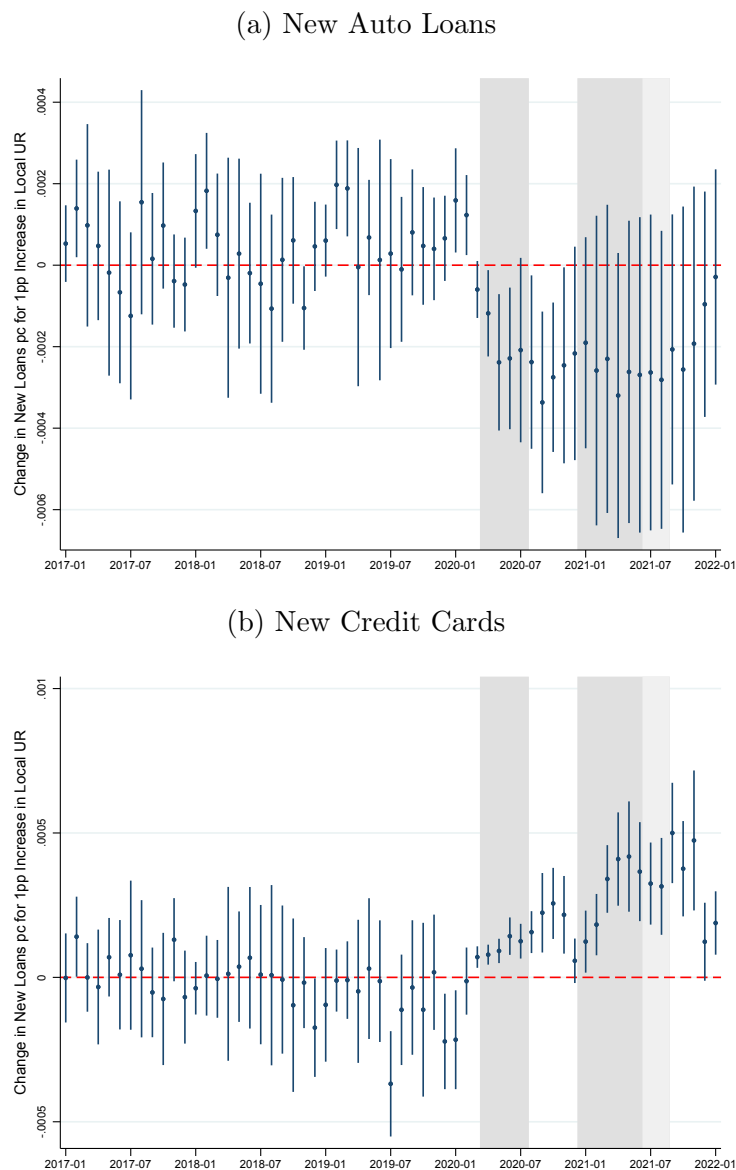 (a) New Auto Loans
Change in New Loans pc for 1pp Increase in Local UR
.0004
.0002
0
-.0002
-.0004
-.0006
2017-01 2017-07 2018-01 2018-07 2019-01 2019-07 2020-01 2020-07 2021-01 2021-07 2022-01
(b) New Credit Cards
Change in New Loans pc for 1pp Increase in Local UR
.001
.0005
0
-.0005
2017-01 2017-07 2018-01 2018-07 2019-01 2019-07 2020-01 2020-07 2021-01 2021-07 2022-01